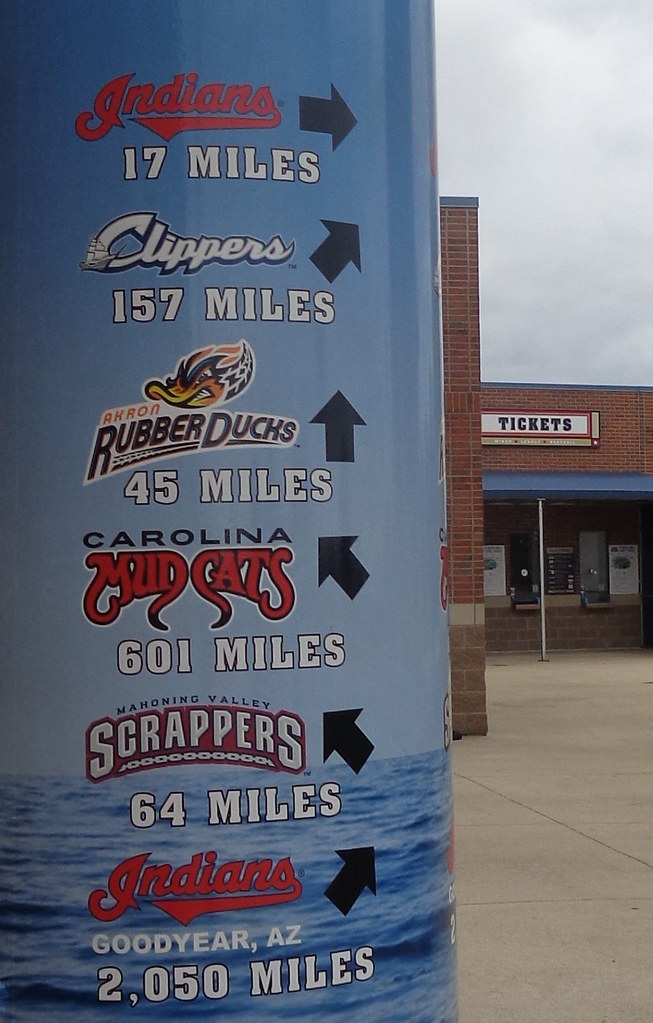 Indians
17 MILES
Clippers
157 MILES
AKRON
RUBBERDUCKS
45 MILES
CAROLINA
MUDCATS
601 MILES
MAHONING VALLEY
SCRAPPERS
64 MILES
Indians
GOODYEAR, AZ
2,050 MILES
TICKETS